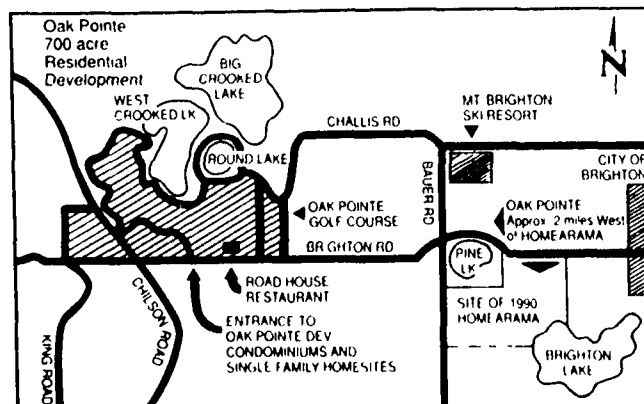 Oak Pointe
700 acre
Residential
Development
BIG
CROOKED
LAKE
WEST
CROOKED LK
ROUND LAKE
CHALLIS RD
N
MT BRIGHTON
SKI RESORT
CITY OF
BRIGHTON
BAUER RD
OAK POINTE
GOLF COURSE
BRIGHTON RD
OAK POINTE
Approx. 2 miles West
of HOMEARAMA
PINE
LK
ROAD HOUSE
RESTAURANT
SITE OF 1990
HOMEARAMA
ENTRANCE TO
OAK POINTE DEV
CONDOMINIUMS AND
SINGLE FAMILY HOMESITES
CHILSON ROAD
KING ROAD
BRIGHTON
LAKE